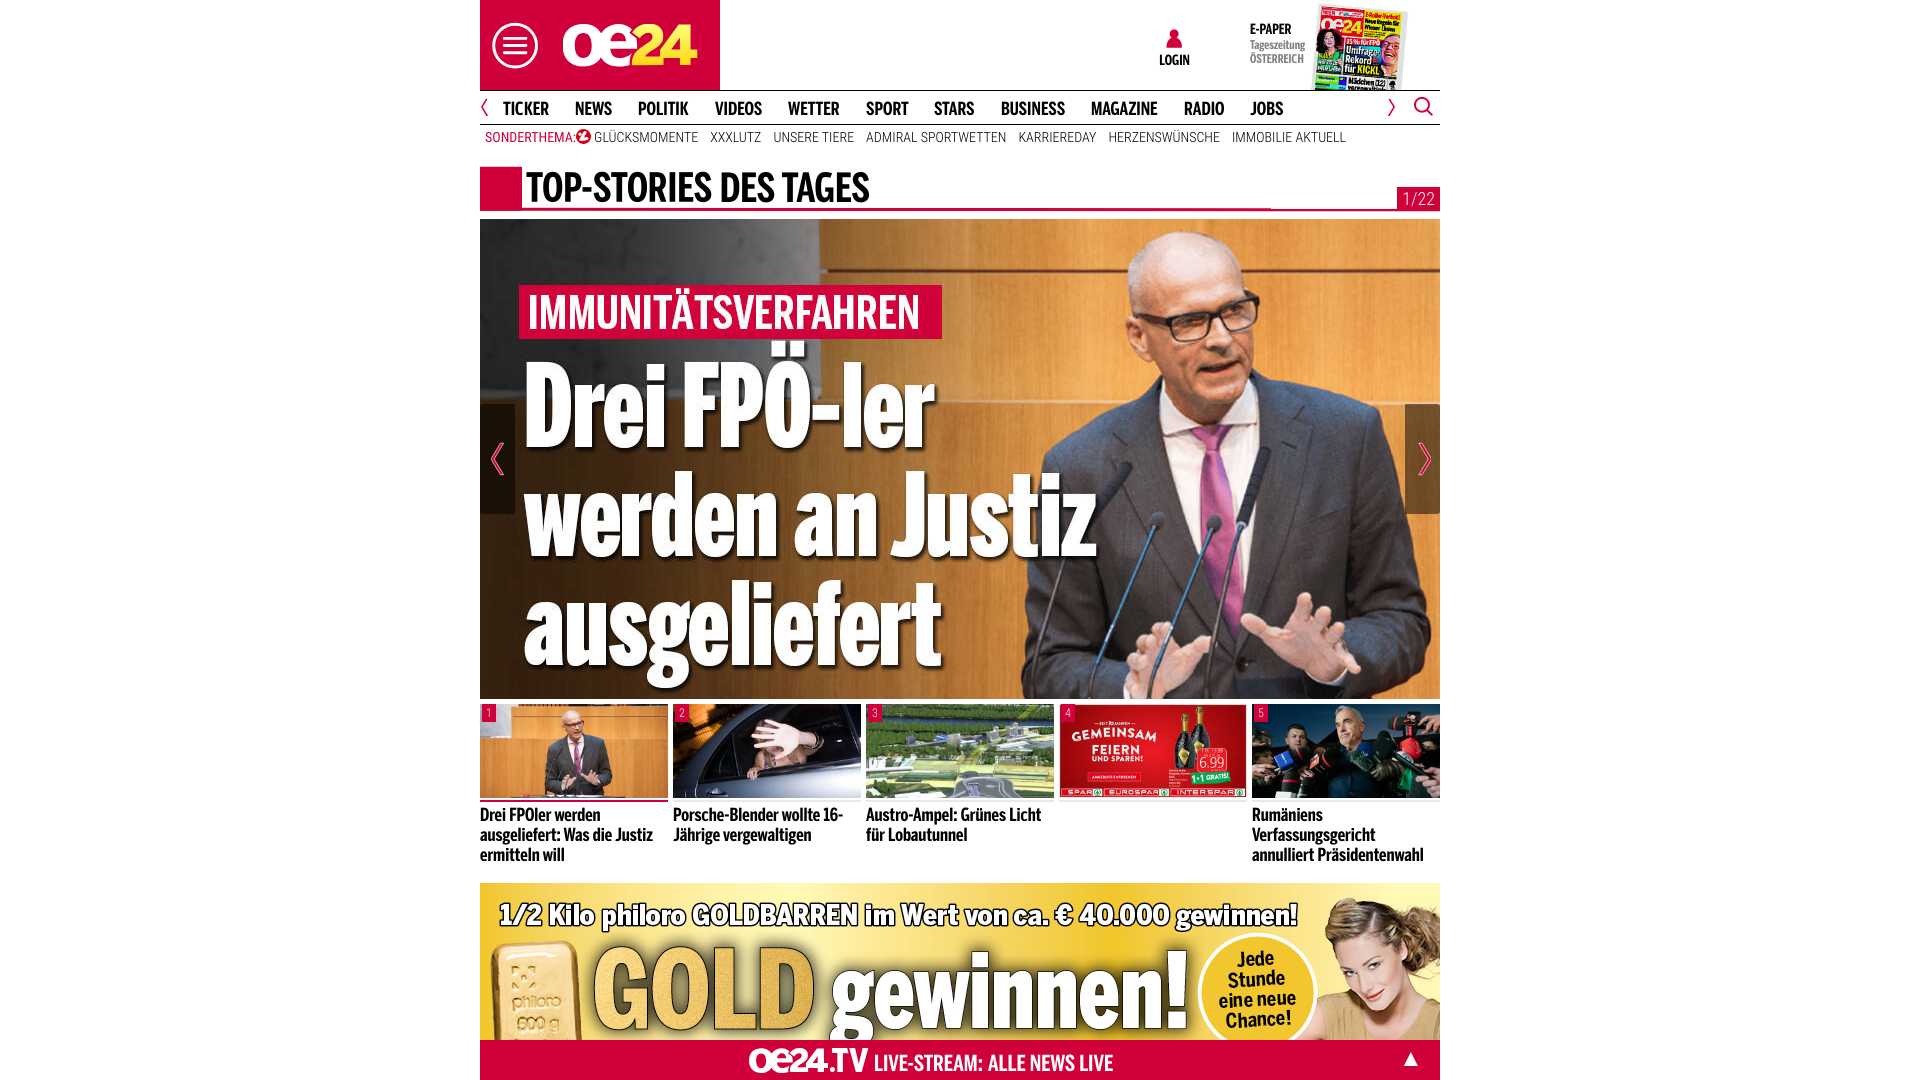 oe24
LOGIN
E-PAPER
Tageszeitung
ÖSTERREICH
oe24
Umfrage-
Rekord
für KICKL
TICKER NEWS POLITIK VIDEOS WETTER SPORT STARS BUSINESS MAGAZINE RADIO JOBS
SONDERTHEMA: GLÜCKSMOMENTE XXXLUTZ UNSERE TIERE ADMIRAL SPORTWETTEN KARRIEREDAY HERZENSWÜNSCHE IMMOBILIE AKTUELL
TOP-STORIES DES TAGES
1/22
IMMUNITÄTSVERFAHREN
Drei FPÖ-ler
werden an Justiz
ausgeliefert
1
Drei FPÖler werden
ausgeliefert: Was die Justiz
ermitteln will
2
Porsche-Blender wollte 16-
Jährige vergewaltigen
3
Austro-Ampel: Grünes Licht
für Lobautunnel
4
GEMEINSAM
FEIERN
UND SPAREN!
6.99
1+1 GRATIS!
SPAR EUROSPAR INTERSPAR
5
Rumäniens
Verfassungsgericht
annulliert Präsidentenwahl
1/2 Kilo philoro GOLDBARREN im Wert von ca. € 40.000 gewinnen!
philoro
500 g
GOLD gewinnen!
Jede
Stunde
eine neue
Chance!
oe24.TV LIVE-STREAM: ALLE NEWS LIVE